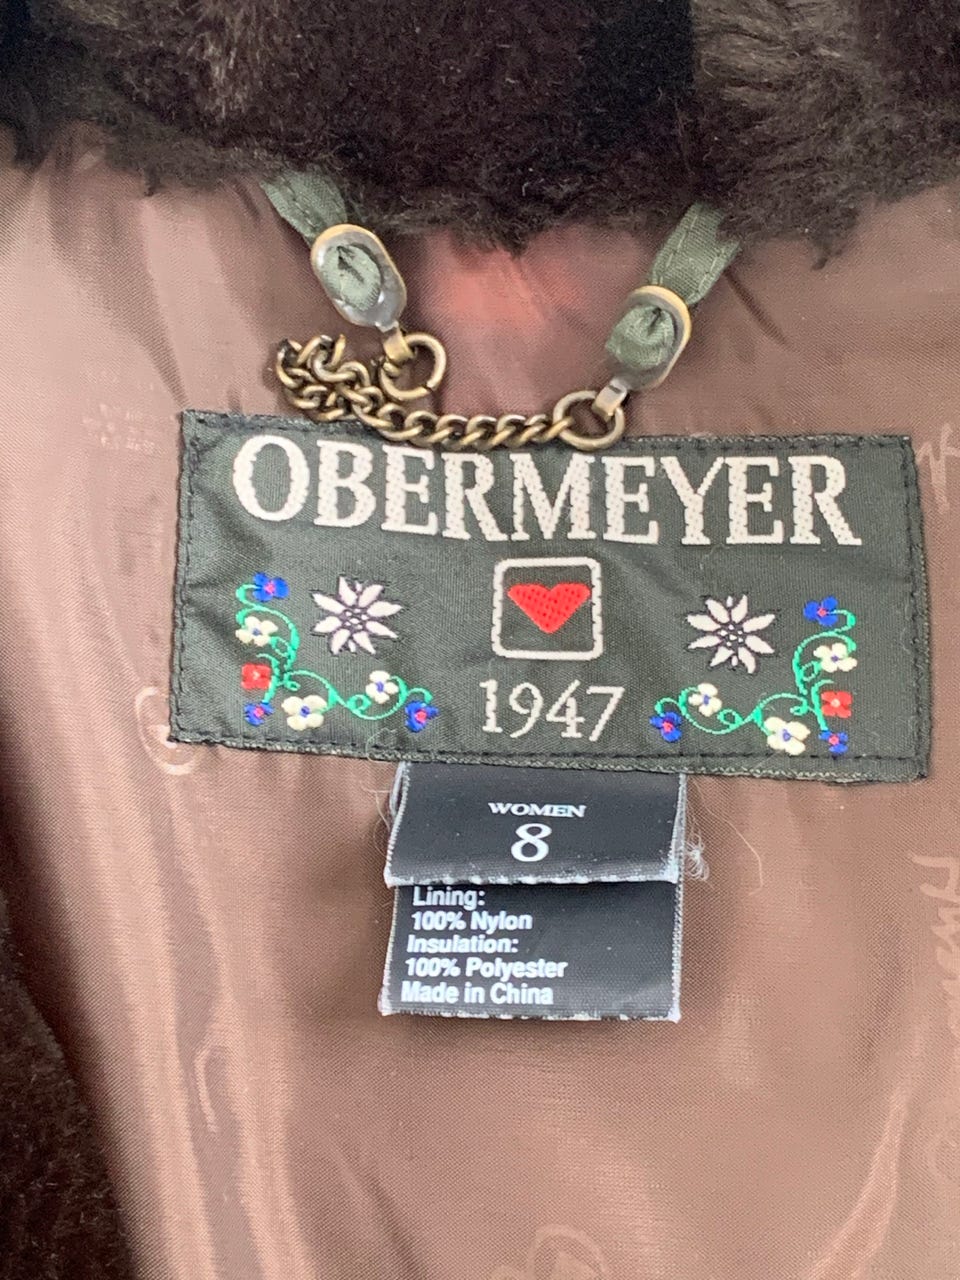 OBERMEYER
1947
WOMEN
8
Lining:
100% Nylon
Insulation:
100% Polyester
Made in China